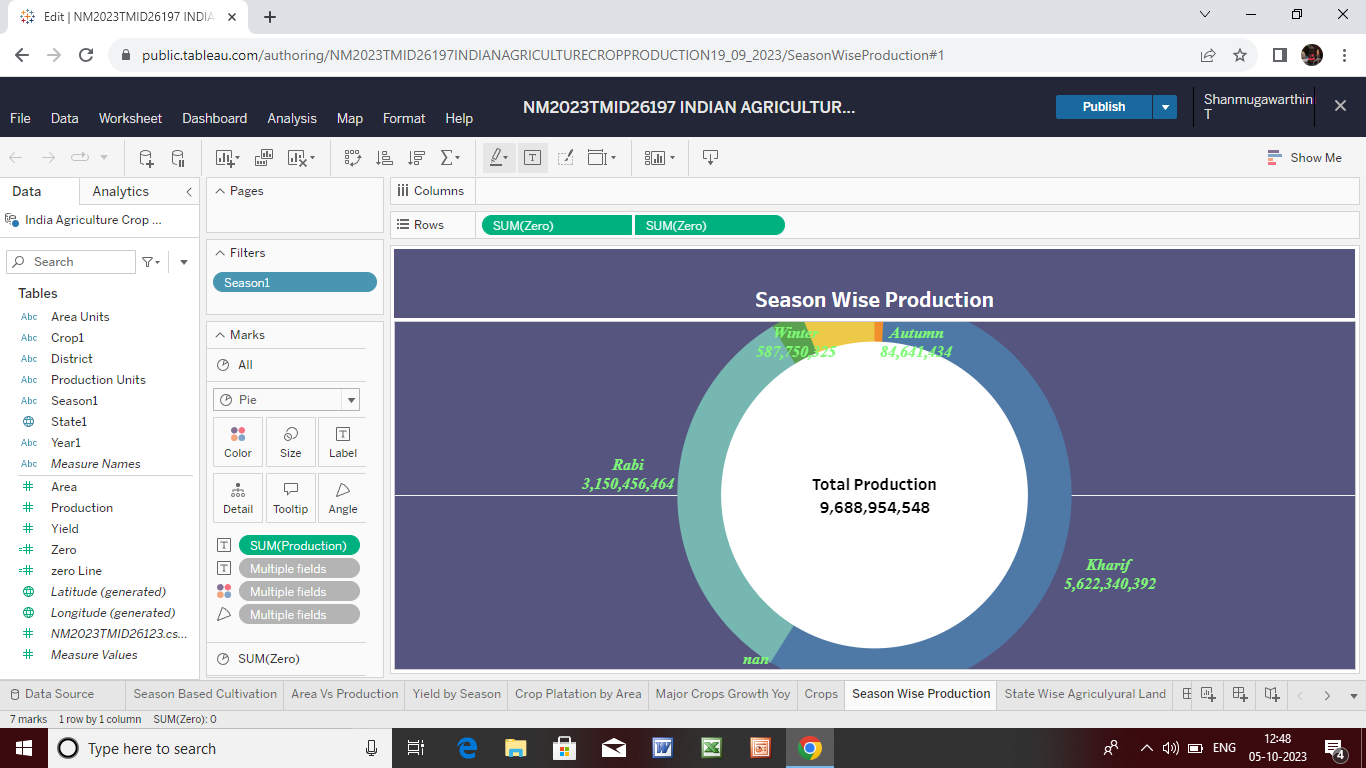 Edit | NM2023TMID26197 INDIA
public.tableau.com/authoring/NM2023TMID26197INDIANAGRICULTURECROPPRODUCTION19_09_2023/SeasonWiseProduction#1
NM2023TMID26197 INDIAN AGRICULTUR...
Publish
Shanmugawarthin
T
File Data Worksheet Dashboard Analysis Map Format Help
Show Me
Data Analytics
Pages
Columns
India Agriculture Crop ...
Rows SUM(Zero) SUM(Zero)
Search
Filters
Season1
Tables
Abc Area Units
Abc Crop1
Abc District
Abc Production Units
Abc Season1
State1
Abc Year1
Abc Measure Names
# Area
# Production
# Yield
=# Zero
=# zero Line
Latitude (generated)
Longitude (generated)
# NM2023TMID26123.cs...
# Measure Values
Marks
All
Pie
Color Size Label
Detail Tooltip Angle
SUM(Production)
Multiple fields
Multiple fields
Multiple fields
SUM(Zero)
Season Wise Production
Winter
587,750,325
Autumn
84,641,434
Rabi
3,150,456,464
Total Production
9,688,954,548
Kharif
5,622,340,392
nan
Data Source Season Based Cultivation Area Vs Production Yield by Season Crop Platation by Area Major Crops Growth Yoy Crops Season Wise Production State Wise Agriculyural Land
7 marks 1 row by 1 column SUM(Zero): 0
Type here to search
ENG
12:48
05-10-2023
4